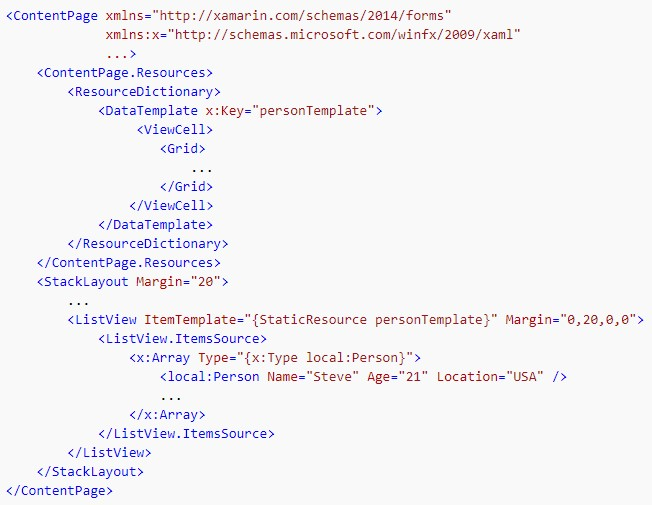 <ContentPage xmlns="http://xamarin.com/schemas/2014/forms"
             xmlns:x="http://schemas.microsoft.com/winfx/2009/xaml"
             ...>
    <ContentPage.Resources>
        <ResourceDictionary>
            <DataTemplate x:Key="personTemplate">
                 <ViewCell>
                    <Grid>
                        ...
                    </Grid>
                </ViewCell>
            </DataTemplate>
        </ResourceDictionary>
    </ContentPage.Resources>
    <StackLayout Margin="20">
        ...
        <ListView ItemTemplate="{StaticResource personTemplate}" Margin="0,20,0,0">
            <ListView.ItemsSource>
                <x:Array Type="{x:Type local:Person}">
                    <local:Person Name="Steve" Age="21" Location="USA" />
                    ...
                </x:Array>
            </ListView.ItemsSource>
        </ListView>
    </StackLayout>
</ContentPage>